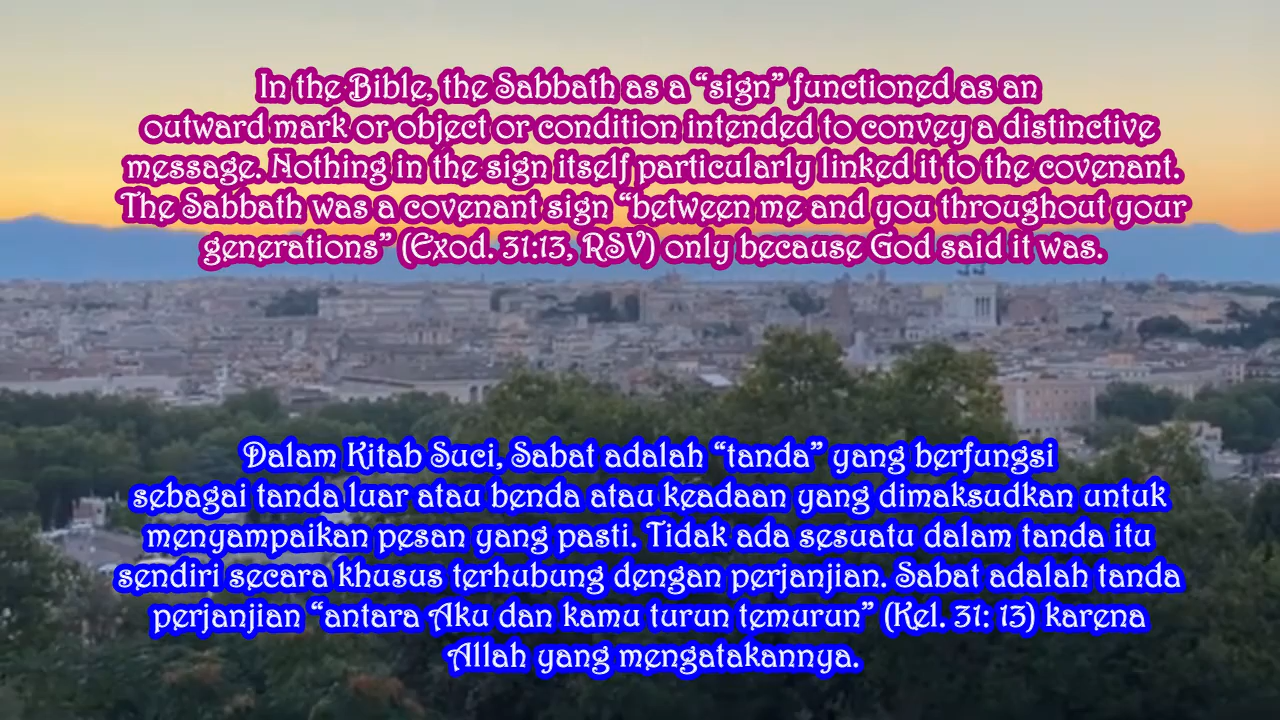 In the Bible, the Sabbath as a “sign” functioned as an
outward mark or object or condition intended to convey a distinctive
message. Nothing in the sign itself particularly linked it to the covenant.
The Sabbath was a covenant sign “between me and you throughout your
generations” (Exod. 31:13, RSV) only because God said it was.
Dalam Kitab Suci, Sabat adalah “tanda” yang berfungsi
sebagai tanda luar atau benda atau keadaan yang dimaksudkan untuk
menyampaikan pesan yang pasti. Tidak ada sesuatu dalam tanda itu
sendiri secara khusus terhubung dengan perjanjian. Sabat adalah tanda
perjanjian “antara Aku dan kamu turun temurun” (Kel. 31: 13) karena
Allah yang mengatakannya.